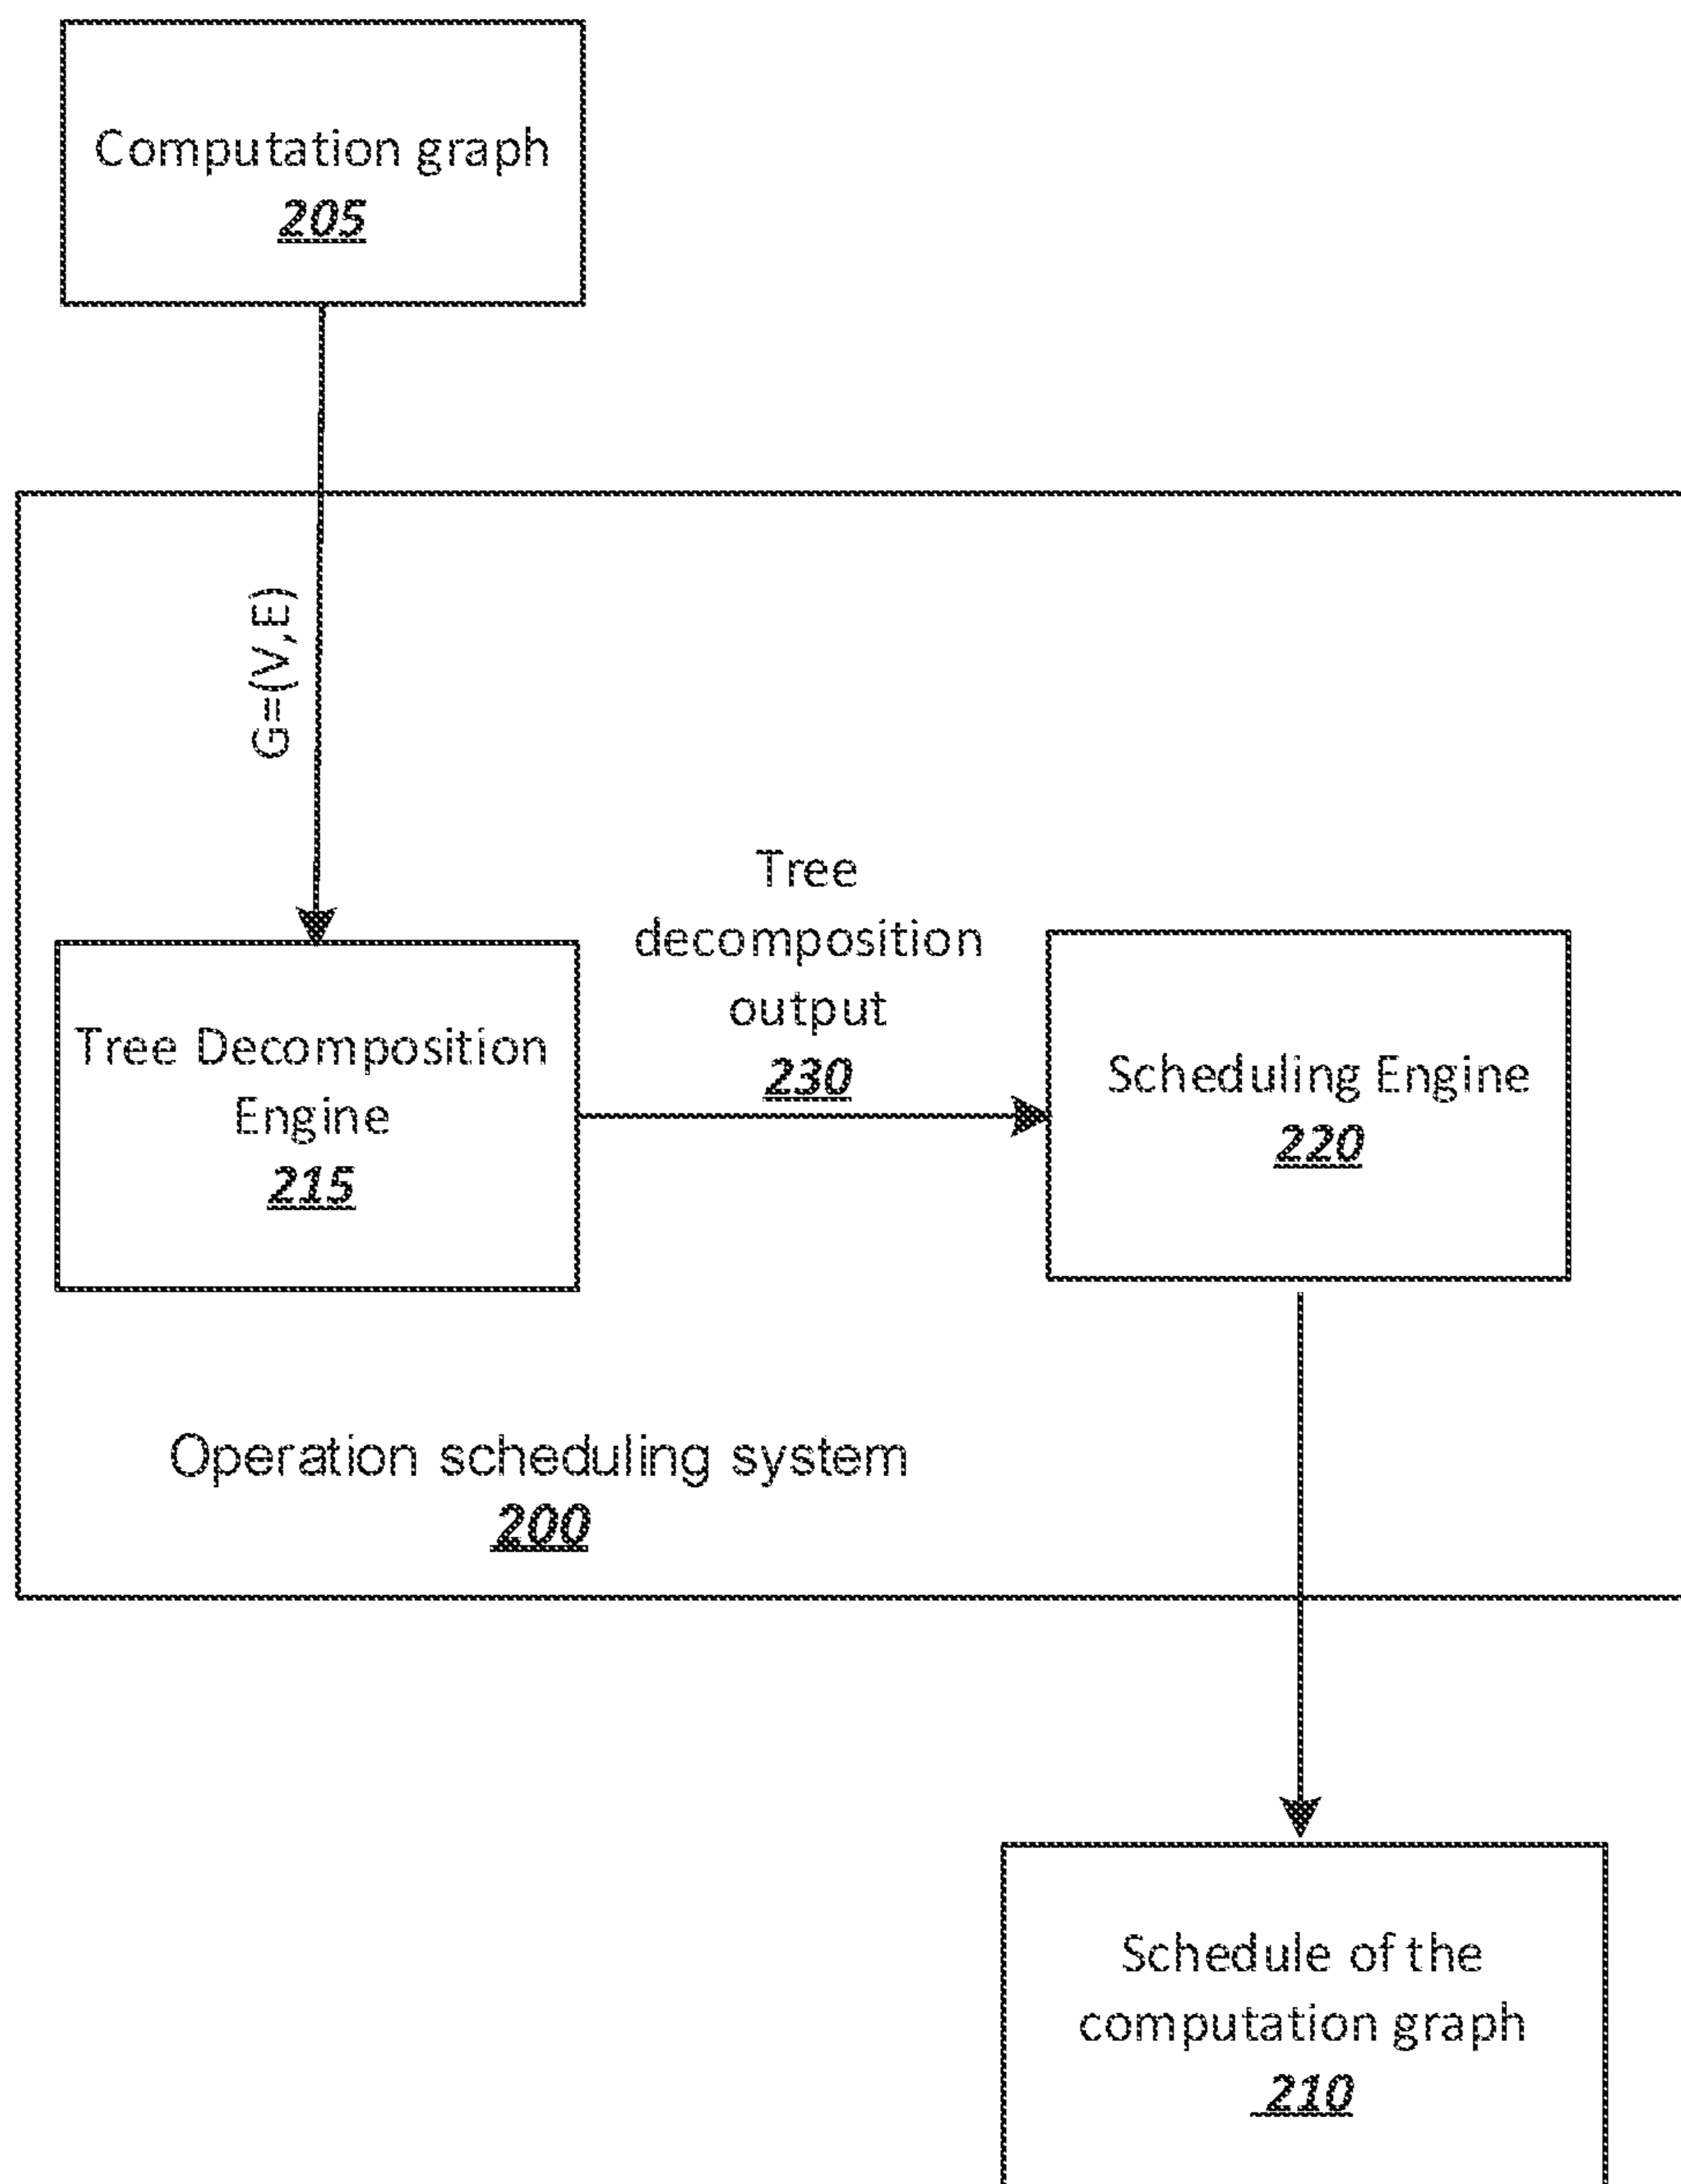 Computation graph
205
G=(V,E)
Tree
decomposition
output
230
Tree Decomposition
Engine
215
Scheduling Engine
220
Operation scheduling system
200
Schedule of the
computation graph
210